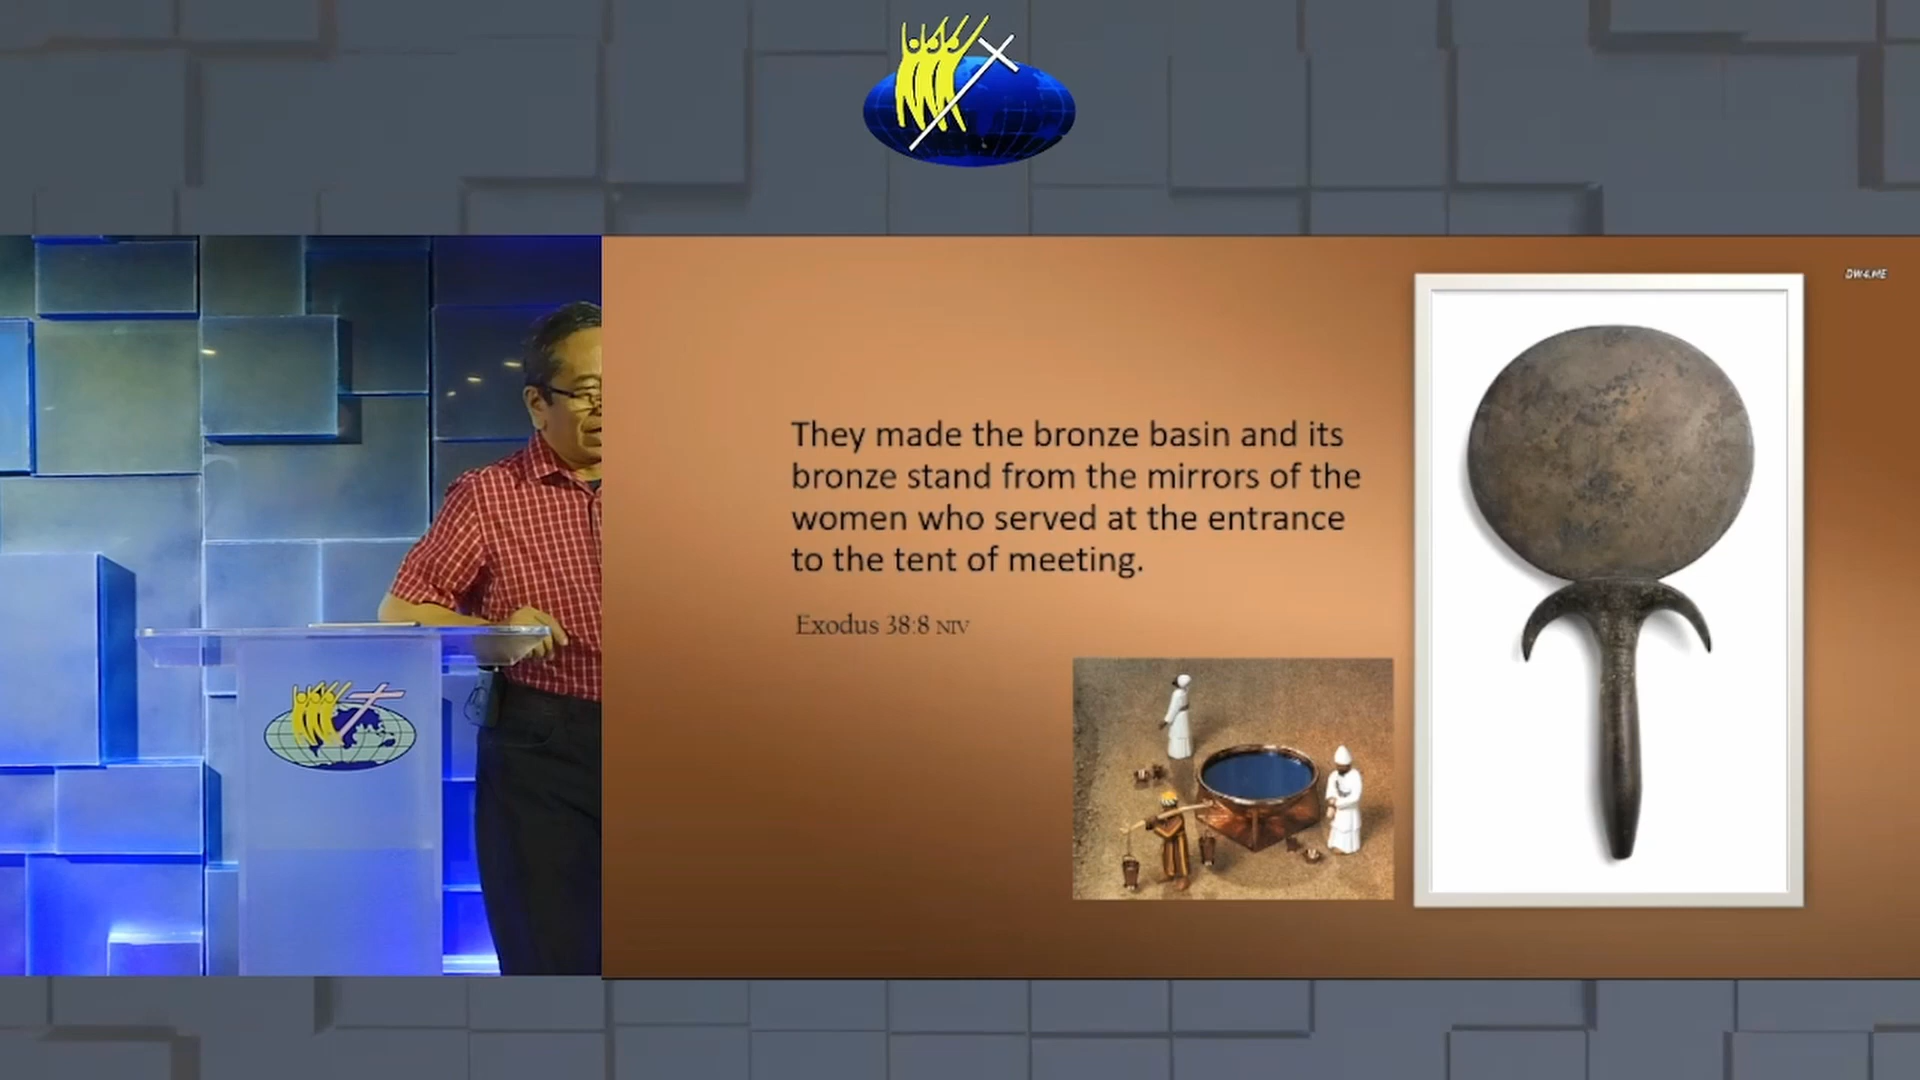 DW4.ME
They made the bronze basin and its
bronze stand from the mirrors of the
women who served at the entrance
to the tent of meeting.
Exodus 38:8 NIV